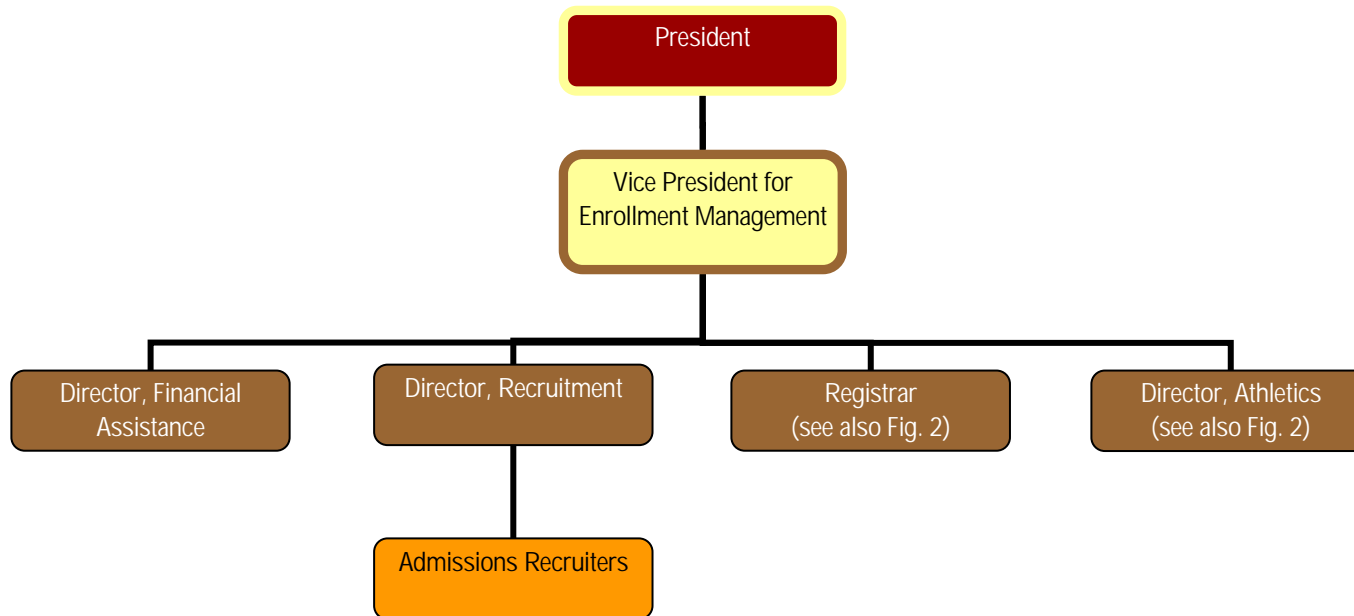 President
Vice President for
Enrollment Management
Director, Financial
Assistance
Director, Recruitment
Registrar
(see also Fig. 2)
Director, Athletics
(see also Fig. 2)
Admissions Recruiters